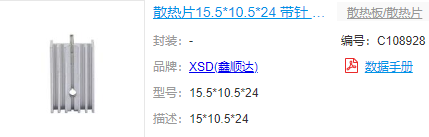 散热片15.5*10.5*24 带针 ...
散热板/散热片
封装: -
编号: C108928
品牌: XSD(鑫顺达)
数据手册
型号: 15.5*10.5*24
描述: 15*10.5*24